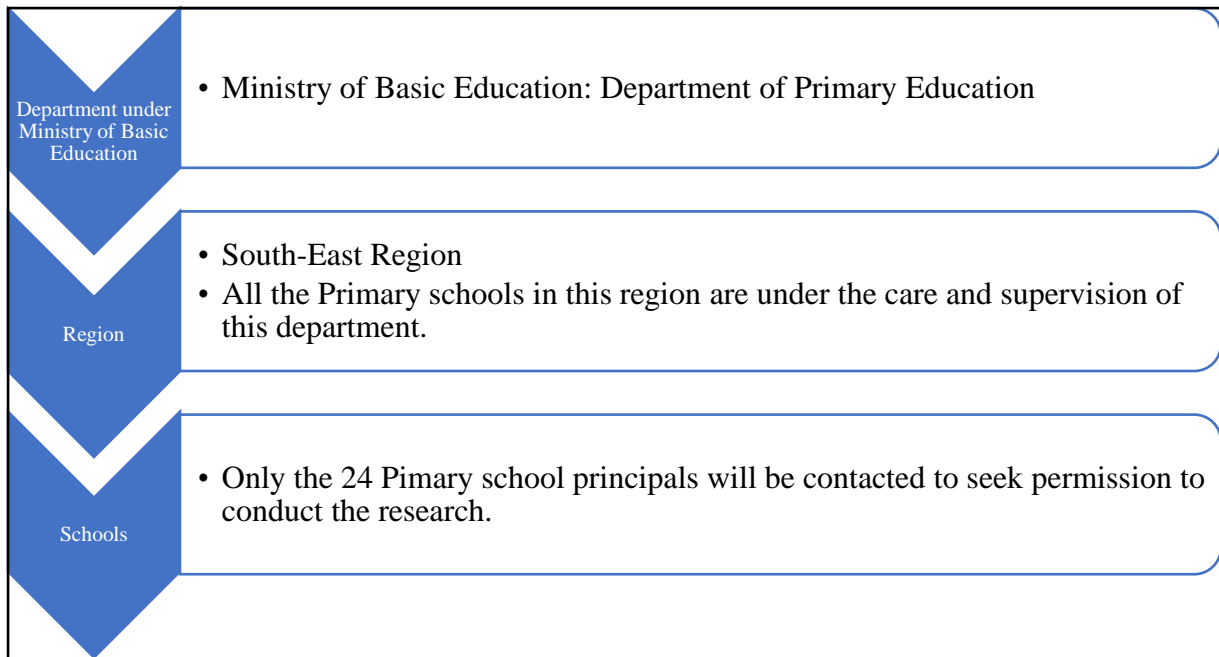 Department under
Ministry of Basic
Education
• Ministry of Basic Education: Department of Primary Education
Region
• South-East Region
• All the Primary schools in this region are under the care and supervision of
this department.
Schools
• Only the 24 Pimary school principals will be contacted to seek permission to
conduct the research.